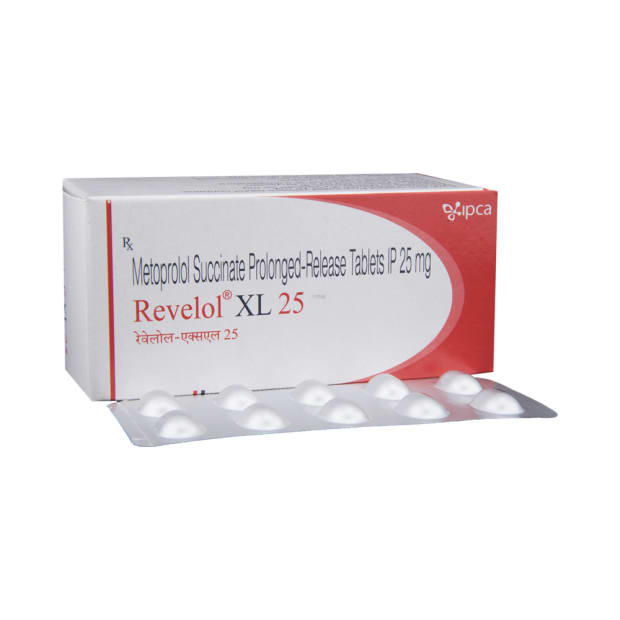 ipca
Rx
Metoprolol Succinate Prolonged-Release Tablets IP 25 mg
Revelol® XL 25
रेवेलोल-एक्सएल 25